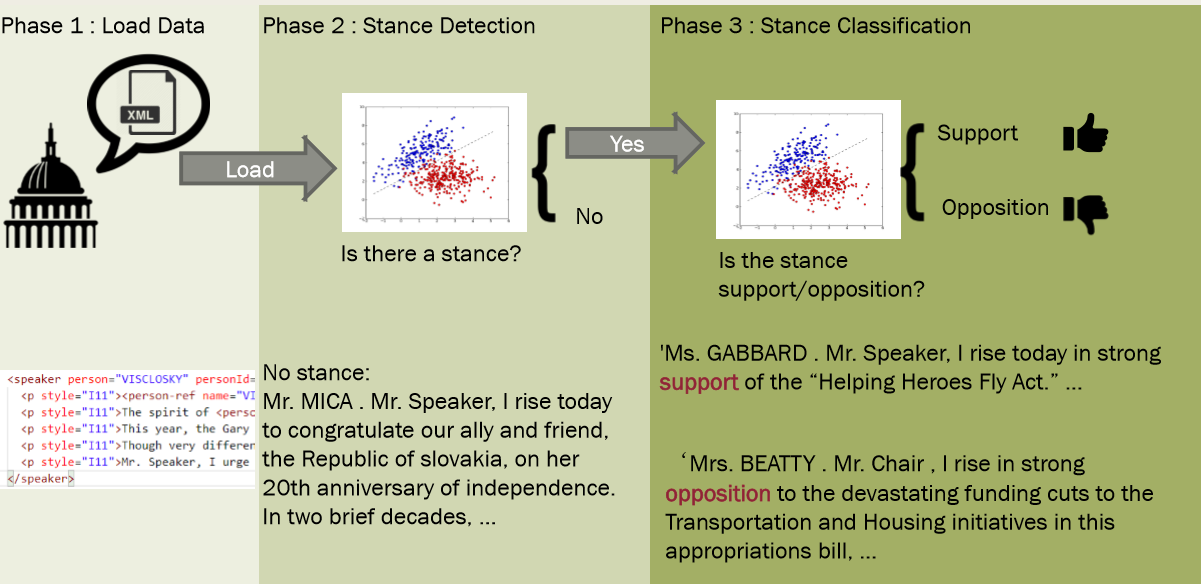 Phase 1 : Load Data
Phase 2 : Stance Detection
Phase 3 : Stance Classification
XML
Load
Yes
No
Support
Opposition
Is there a stance?
Is the stance
support/opposition?
<speaker person="VISCLOSKY" personId=
<p style="I11"><person-ref name="VI
<p style="I11">The spirit of <perso
<p style="I11">This year, the Gary
<p style="I11">Though very differen
<p style="I11">Mr. Speaker, I urge
</speaker>
No stance:
Mr. MICA . Mr. Speaker, I rise today
to congratulate our ally and friend,
the Republic of slovakia, on her
20th anniversary of independence.
In two brief decades, ...
'Ms. GABBARD . Mr. Speaker, I rise today in strong
support of the “Helping Heroes Fly Act.” ...
‘Mrs. BEATTY . Mr. Chair , I rise in strong
opposition to the devastating funding cuts to the
Transportation and Housing initiatives in this
appropriations bill, ...